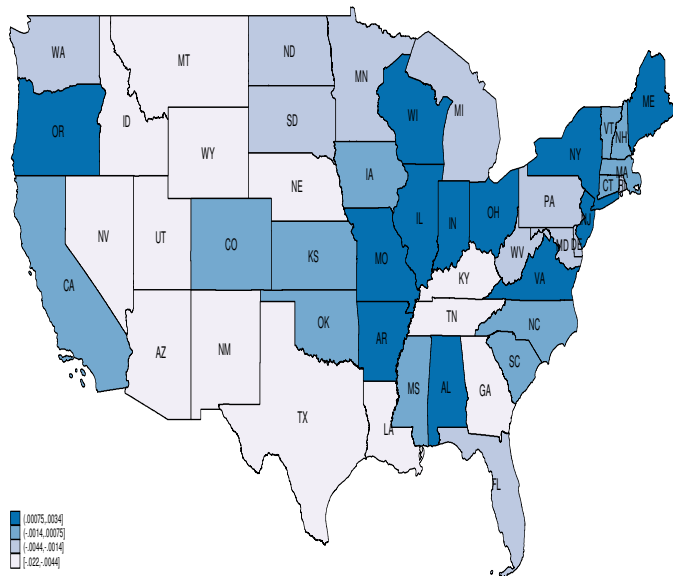 WA
MT
ND
MN
ME
OR
ID
SD
WI
MI
VT
NH
WY
NY
MA
IA
CT
NE
PA
NJ
OH
IL
IN
NV
UT
CO
WV
MD
DE
KS
MO
CA
KY
VA
OK
TN
NC
AZ
NM
AR
SC
MS
AL
GA
TX
LA
FL
(.00075,.0034]
(-.0014,.00075]
(-.0044,-.0014]
[-.022,-.0044]